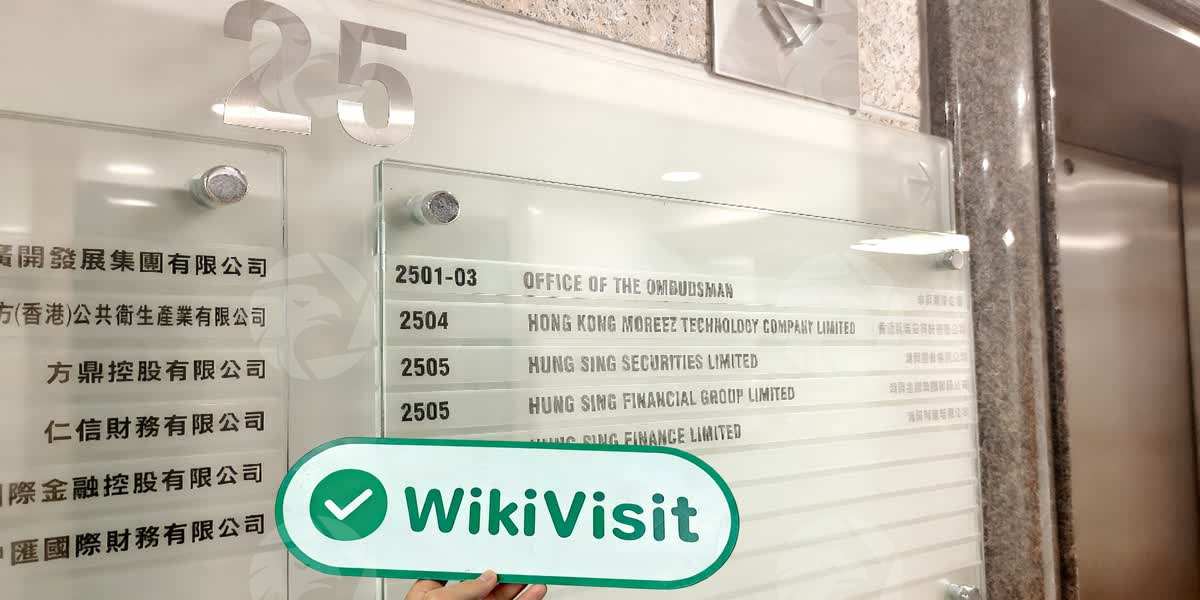 25
廣開發展集團有限公司
方(香港)公共衛生產業有限公司
方鼎控股有限公司
仁信財務有限公司
國際金融控股有限公司
匯國際財務有限公司
2501-03 OFFICE OF THE OMBUDSMAN
2504 HONG KONG MOREEZ TECHNOLOGY COMPANY LIMITED
2505 HUNG SING SECURITIES LIMITED
2505 HUNG SING FINANCIAL GROUP LIMITED
HUNG SING FINANCE LIMITED
WikiVisit